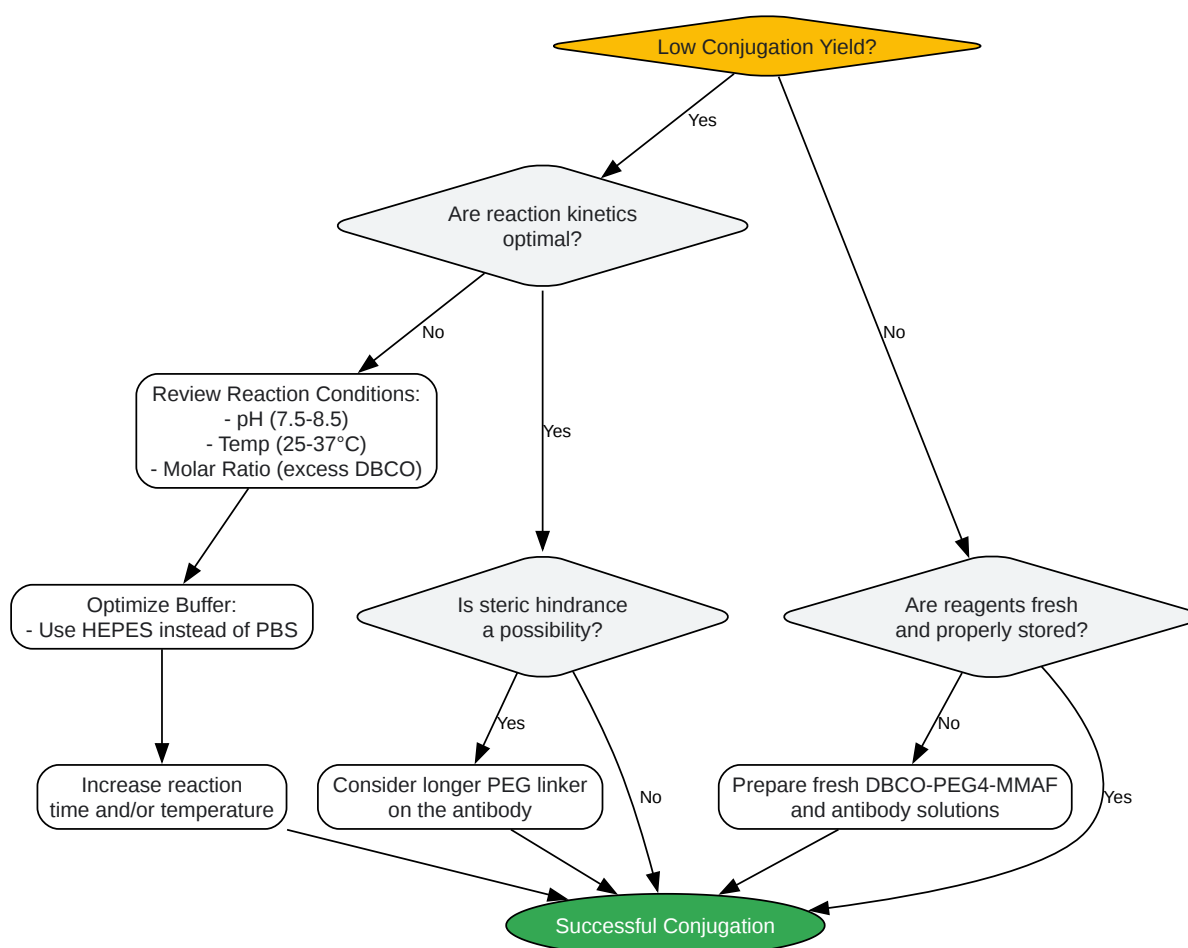 Low Conjugation Yield?
Yes
Are reaction kinetics
optimal?
No
No
Review Reaction Conditions:
- pH (7.5-8.5)
- Temp (25-37°C)
- Molar Ratio (excess DBCO)
Yes
Optimize Buffer:
- Use HEPES instead of PBS
Is steric hindrance
a possibility?
Are reagents fresh
and properly stored?
Yes
No
Increase reaction
time and/or temperature
Consider longer PEG linker
on the antibody
No
Prepare fresh DBCO-PEG4-MMAF
and antibody solutions
Yes
Successful Conjugation